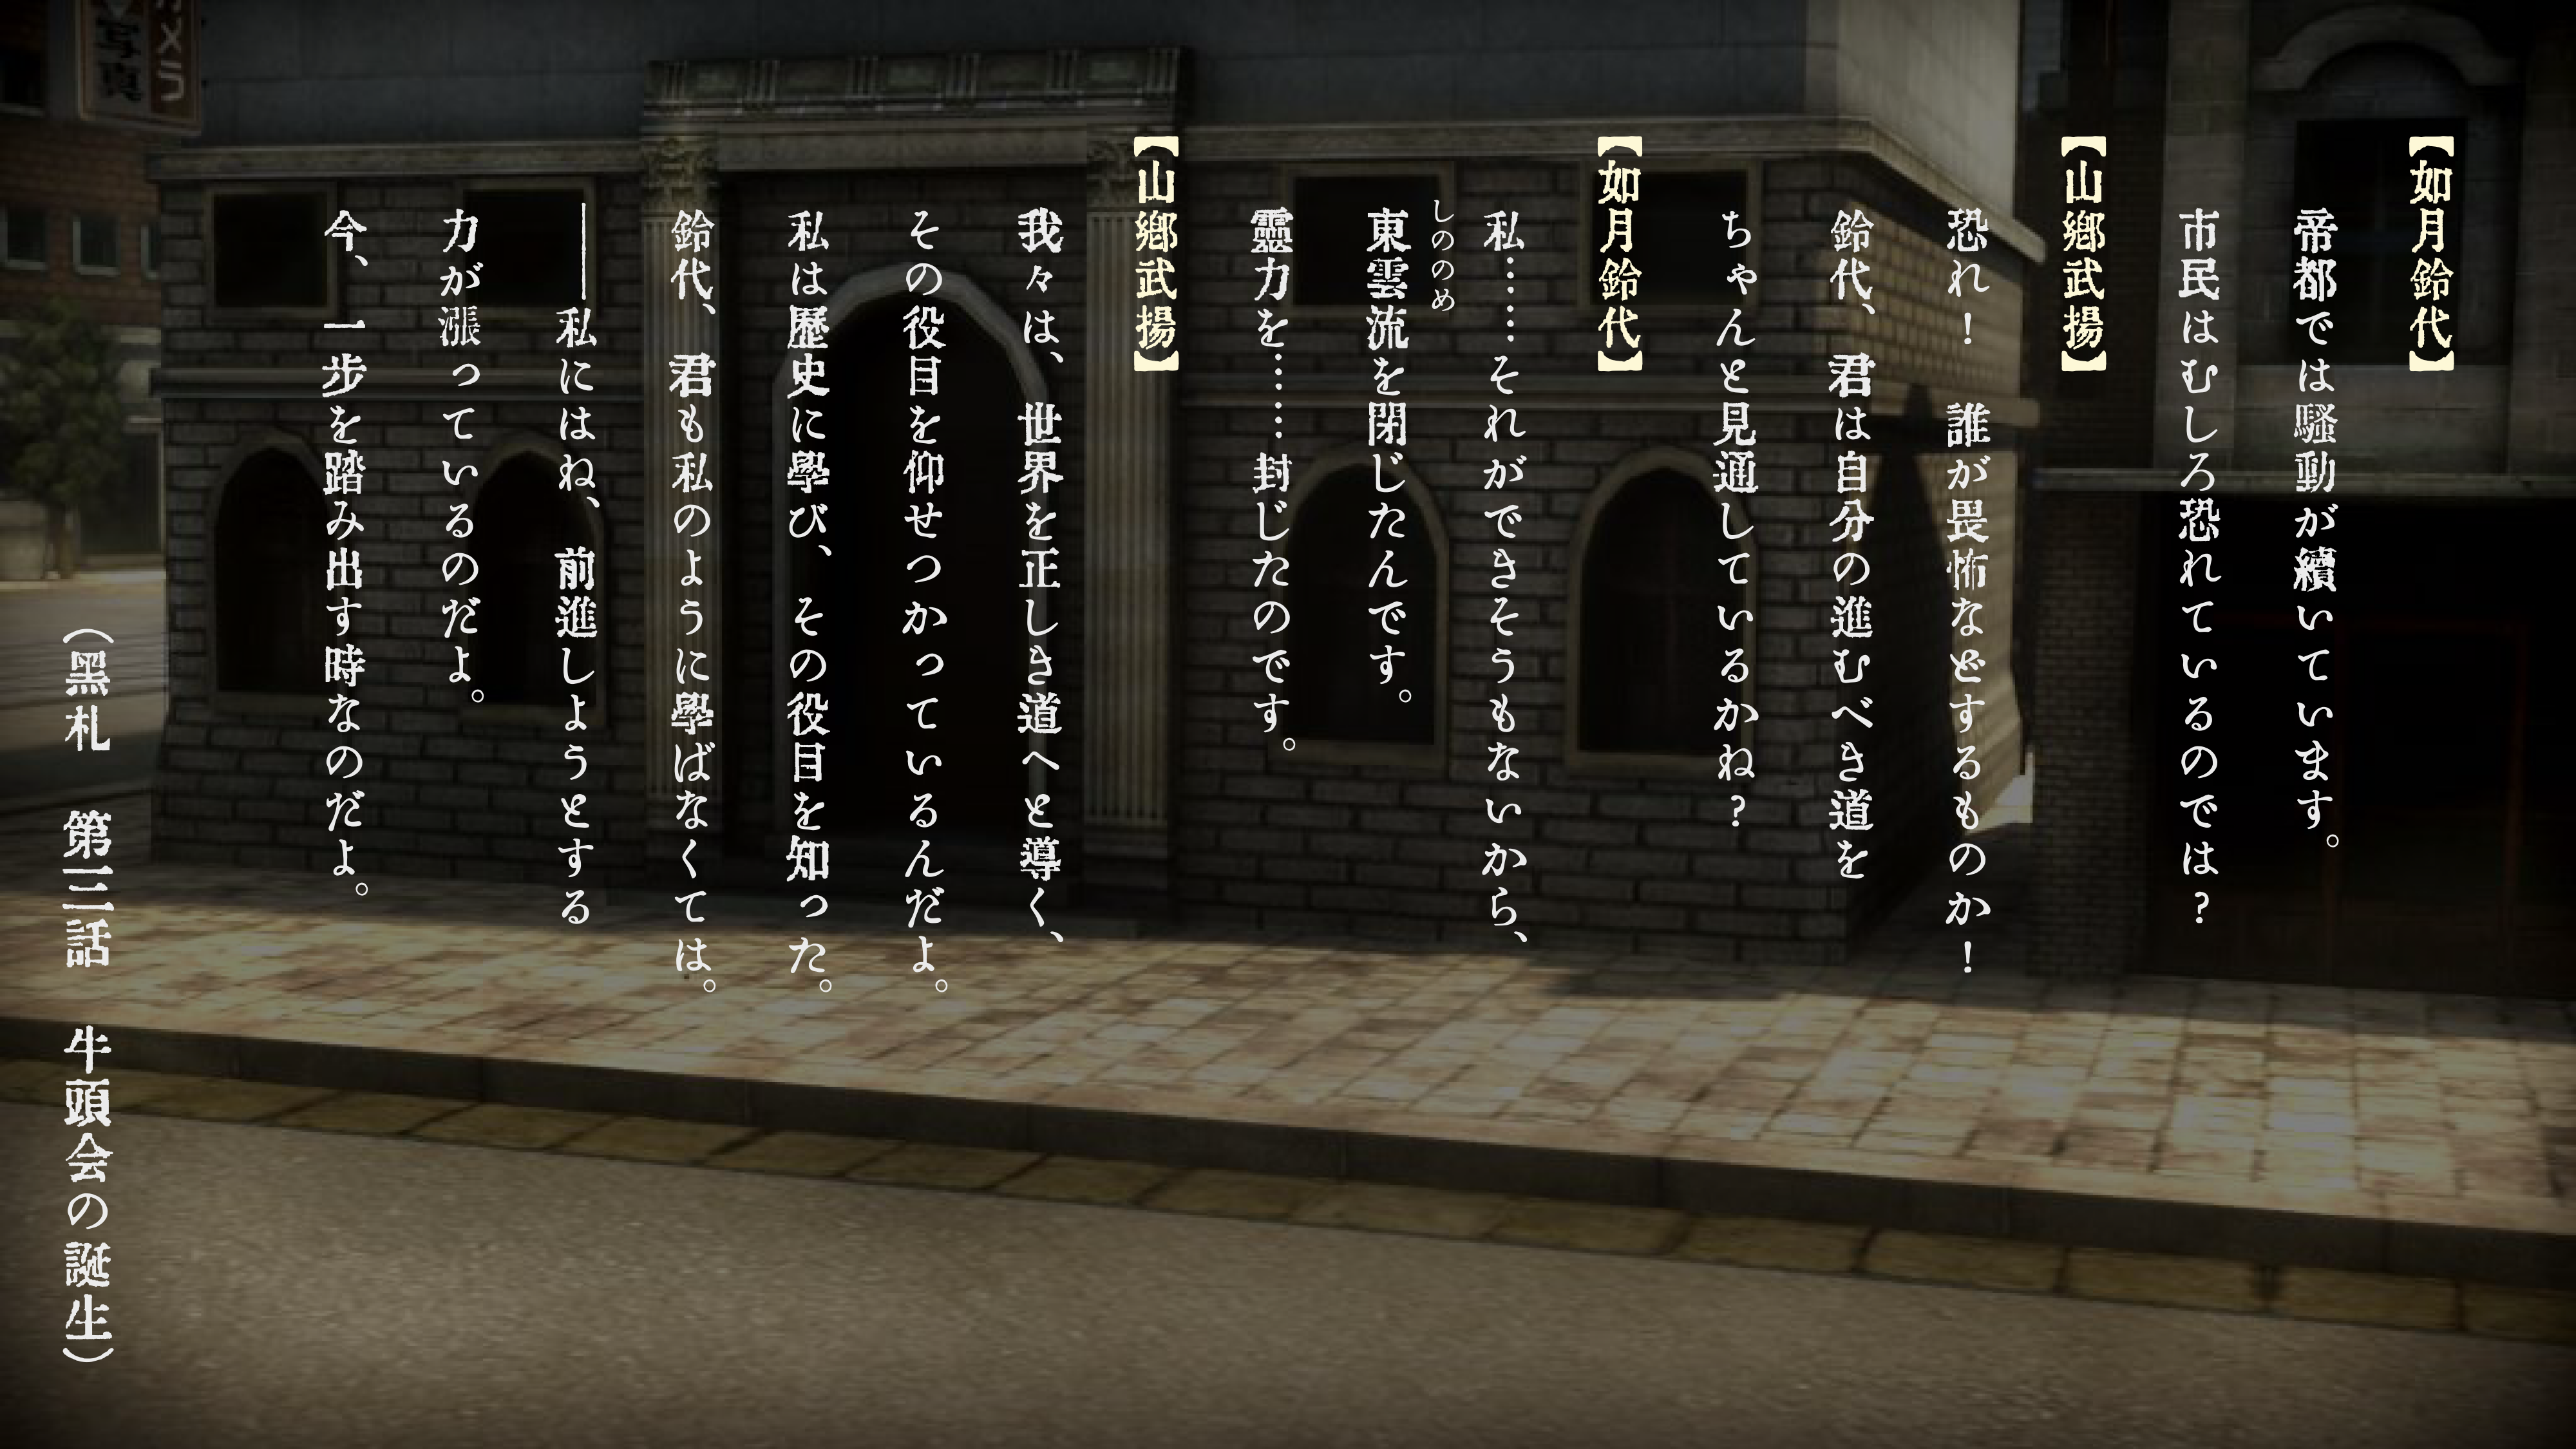 【如月鈴代】
帝都では騒動が續いています。
市民はむしろ恐れているのでは？
【山鄕武揚】
恐れ！　誰が畏怖などするものか！
鈴代、君は自分の進むべき道を
ちゃんと見通しているかね？
【如月鈴代】
私……それができそうもないから、
しののめ
東雲流を閉じたんです。
靈力を……封じたのです。
【山鄕武揚】
我々は、世界を正しき道へと導く、
その役目を仰せつかっているんだよ。
私は歷史に學び、その役目を知った。
鈴代、君も私のように學ばなくては。
――私にはね、前進しようとする
力が漲っているのだよ。
今、一步を踏み出す時なのだよ。
（黑札　第三話　牛頭会の誕生）
カメラ
写真